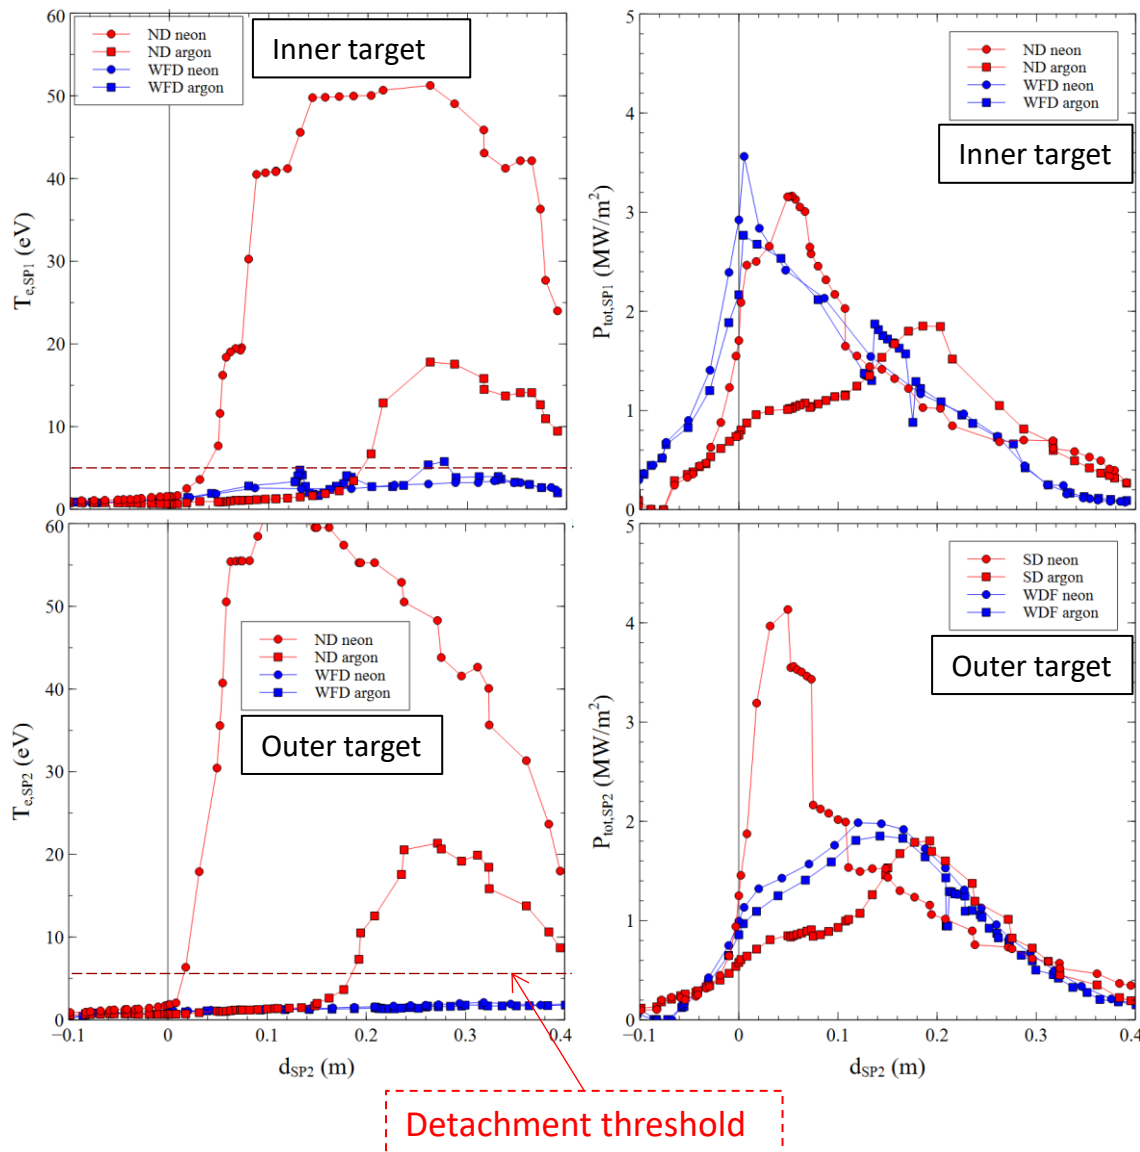 60
50
40
30
20
10
0
T_e,SP1 (eV)
ND neon
ND argon
WFD neon
WFD argon
Inner target
5
4
3
2
1
0
P_tot,SP1 (MW/m²)
ND neon
ND argon
WFD neon
WFD argon
Inner target
60
50
40
30
20
10
0
T_e,SP2 (eV)
ND neon
ND argon
WFD neon
WFD argon
Outer target
−0.1 0 0.1 0.2 0.3 0.4
d_SP2 (m)
5
4
3
2
1
0
P_tot,SP2 (MW/m²)
SD neon
SD argon
WDF neon
WDF argon
Outer target
−0.1 0 0.1 0.2 0.3 0.4
d_SP2 (m)
Detachment threshold